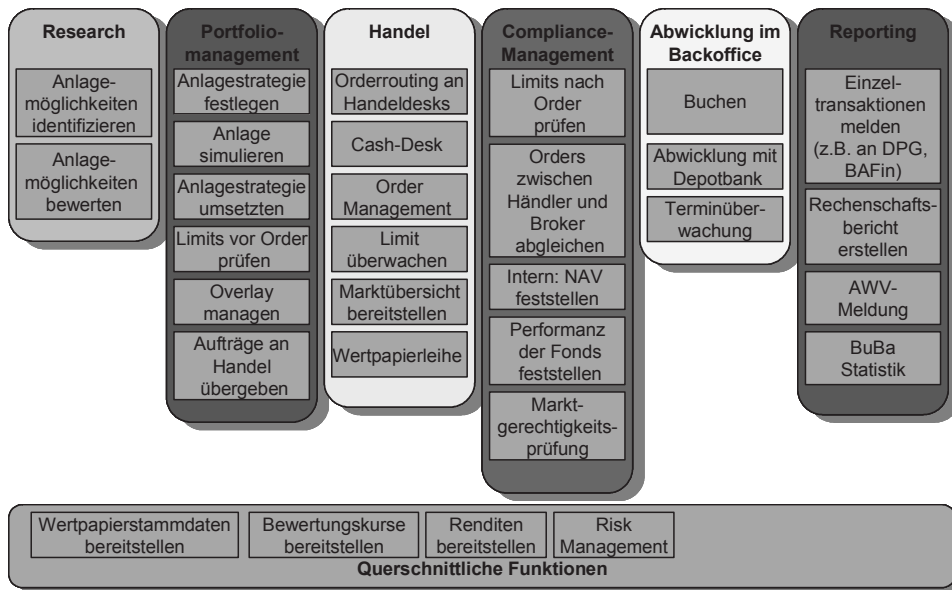 Research
Anlage-
möglichkeiten
identifizieren
Anlage-
möglichkeiten
bewerten
Portfolio-
management
Anlagestrategie
festlegen
Anlage
simulieren
Anlagestrategie
umsetzten
Limits vor Order
prüfen
Overlay
managen
Aufträge an
Handel
übergeben
Handel
Orderrouting an
Handeldesks
Cash-Desk
Order
Management
Limit
überwachen
Marktübersicht
bereitstellen
Wertpapierleihe
Compliance-
Management
Limits nach
Order
prüfen
Orders
zwischen
Händler und
Broker
abgleichen
Intern: NAV
feststellen
Performanz
der Fonds
feststellen
Markt-
gerechtigkeits-
prüfung
Abwicklung im
Backoffice
Buchen
Abwicklung mit
Depotbank
Terminüber-
wachung
Reporting
Einzel-
transaktionen
melden
(z.B. an DPG,
BAFin)
Rechenschafts-
bericht
erstellen
AWV-
Meldung
BuBa
Statistik
Wertpapierstammdaten
bereitstellen
Bewertungskurse
bereitstellen
Renditen
bereitstellen
Risk
Management
Querschnittliche Funktionen